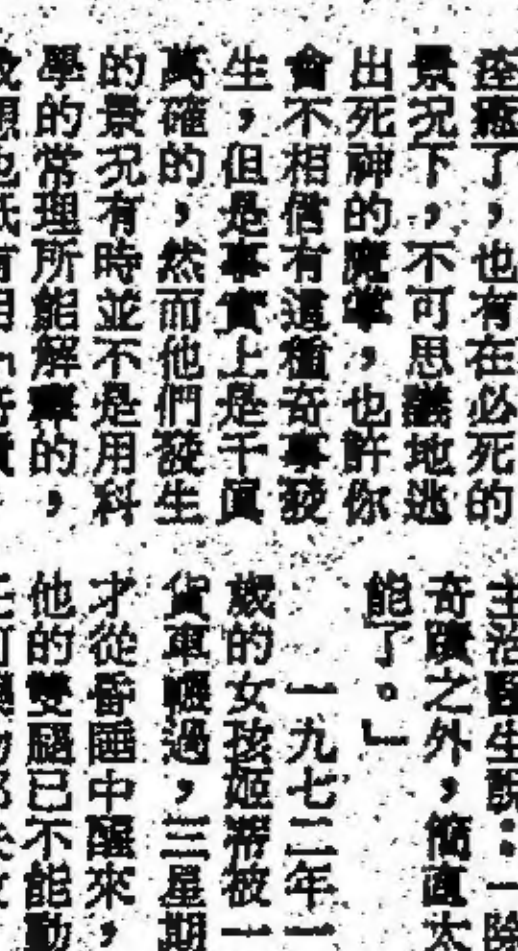 座癒了，也有在必死的
景況下，不可思議地逃
出死神的魔掌，也許你
會不相信有這種奇事發
生，但是事實上是千眞
萬確的，然而他們發生
的景況有時並不是用科
學的常理所能解釋的，
生說：
奇蹟之外，簡直太
能了。」
一九七二年一
歲的女孩姬蒂被一
貨車輾過，三星期
才從昏睡中醒來，
他的雙腿已不能動